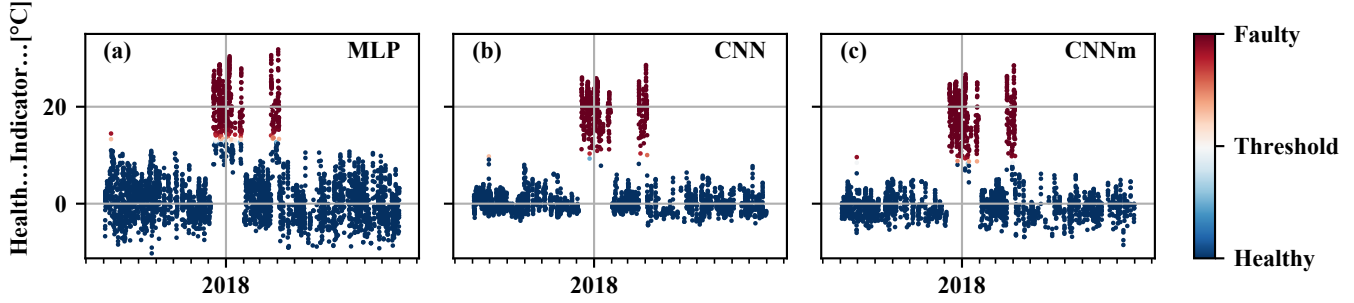 (a) MLP
(b) CNN
(c) CNNm
Health...Indicator...[°C]
20
0
2018
2018
2018
Faulty
Threshold
Healthy